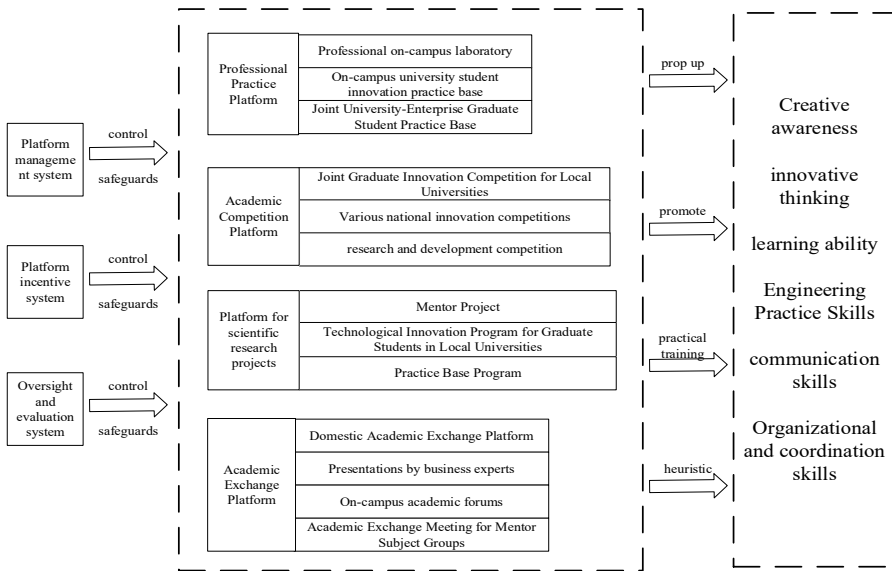 Platform
manageme
nt system
control
safeguards
Platform
incentive
system
control
safeguards
Oversight
and
evaluation
system
control
safeguards
Professional
Practice
Platform
Professional on-campus laboratory
On-campus university student
innovation practice base
Joint University-Enterprise Graduate
Student Practice Base
Academic
Competition
Platform
Joint Graduate Innovation Competition for Local
Universities
Various national innovation competitions
research and development competition
Platform for
scientific
research
projects
Mentor Project
Technological Innovation Program for Graduate
Students in Local Universities
Practice Base Program
Academic
Exchange
Platform
Domestic Academic Exchange Platform
Presentations by business experts
On-campus academic forums
Academic Exchange Meeting for Mentor
Subject Groups
prop up
promote
practical
training
heuristic
Creative
awareness
innovative
thinking
learning ability
Engineering
Practice Skills
communication
skills
Organizational
and coordination
skills